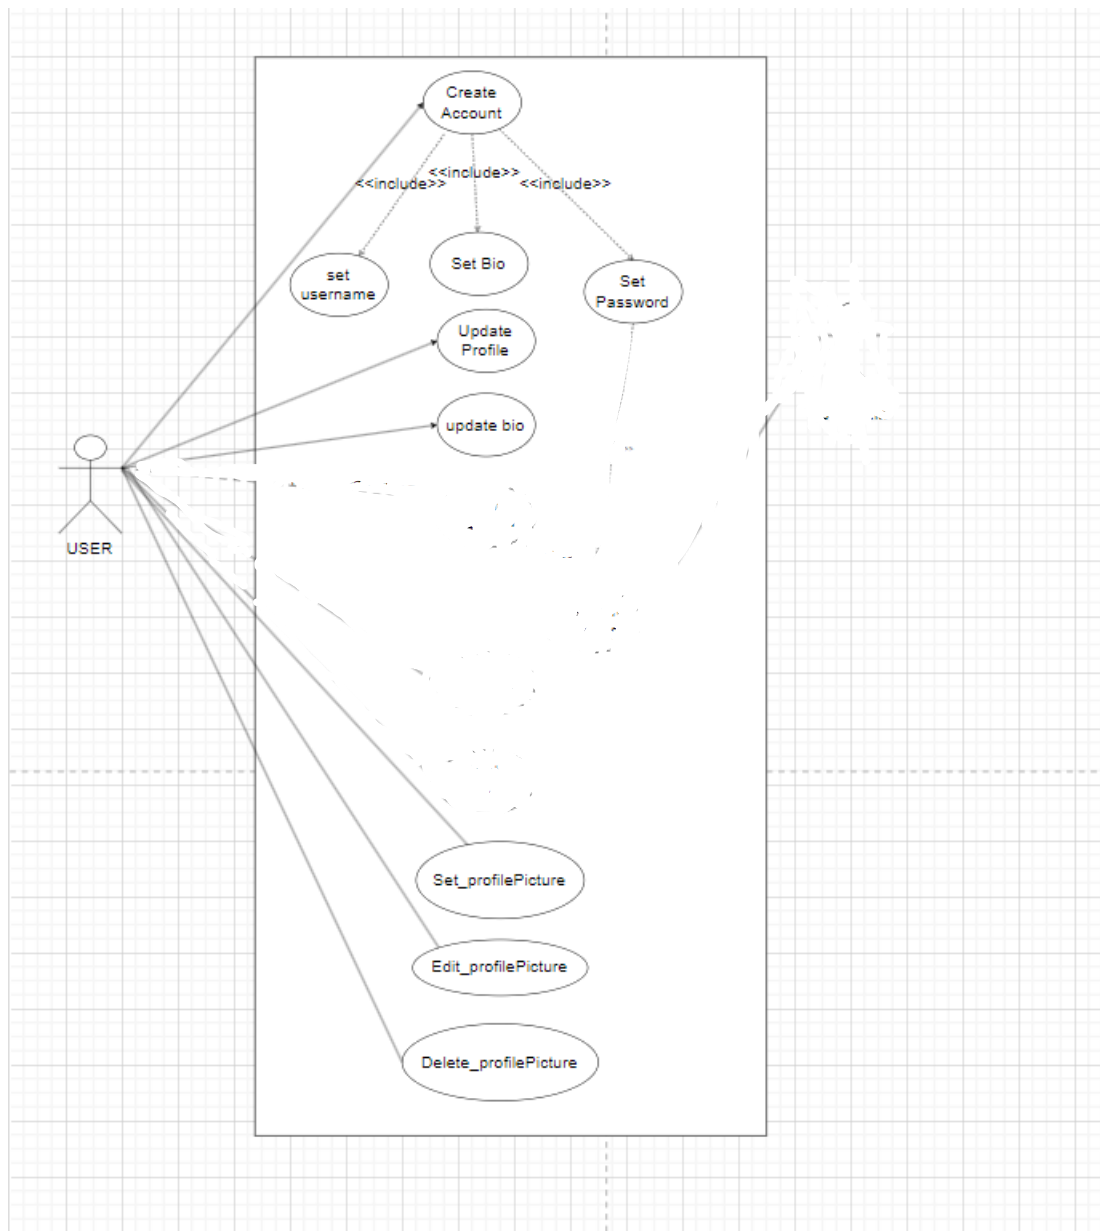 Create
Account
<<include>>
<<include>>
<<include>>
set
username
Set Bio
Set
Password
Update
Profile
update bio
USER
Set_profilePicture
Edit_profilePicture
Delete_profilePicture